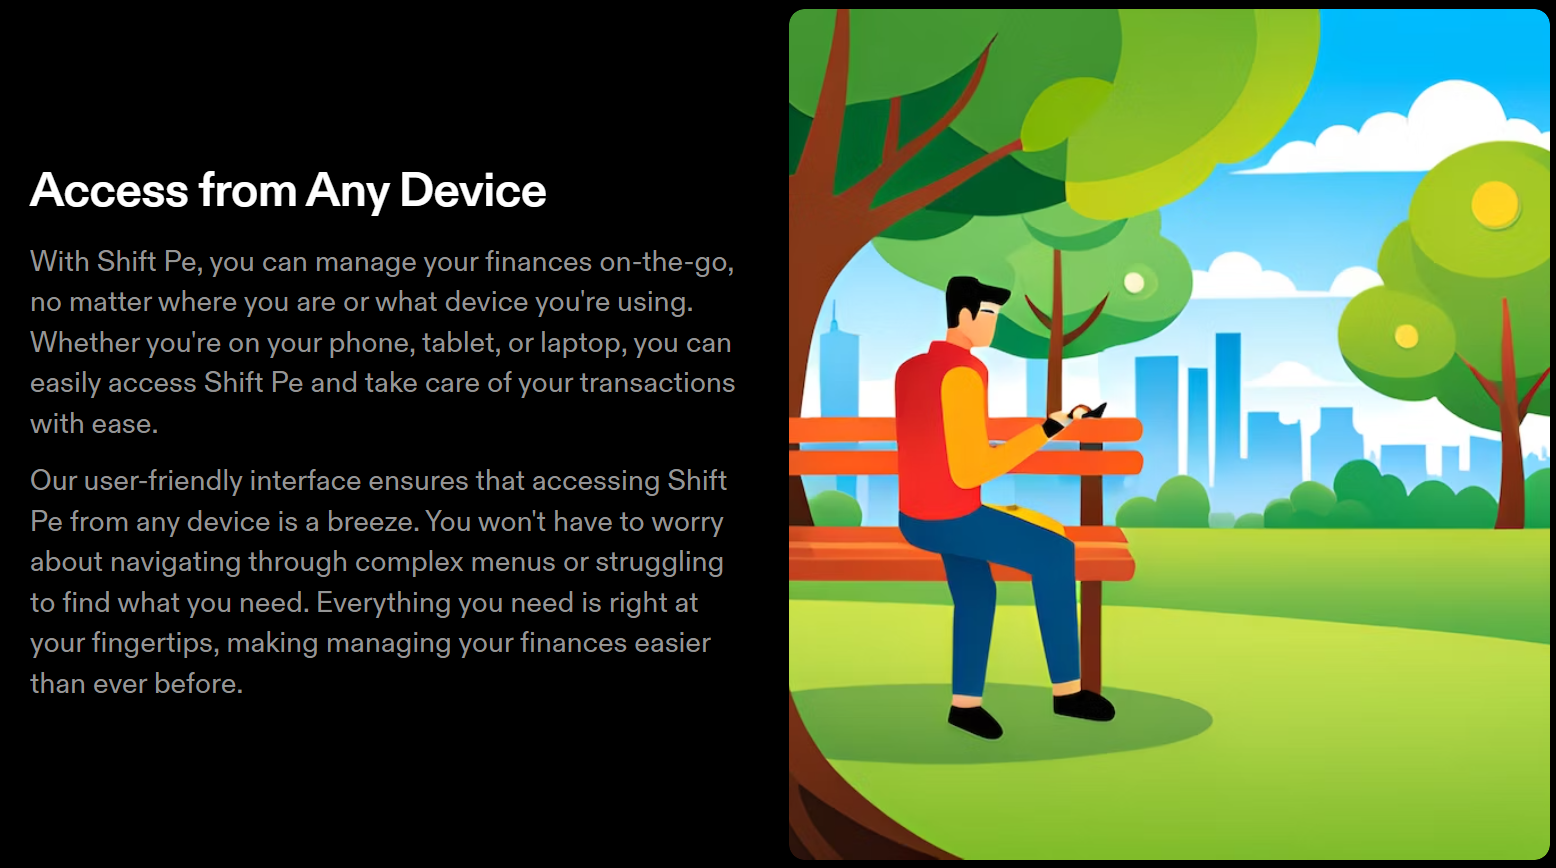 Access from Any Device
With Shift Pe, you can manage your finances on-the-go,
no matter where you are or what device you're using.
Whether you're on your phone, tablet, or laptop, you can
easily access Shift Pe and take care of your transactions
with ease.
Our user-friendly interface ensures that accessing Shift
Pe from any device is a breeze. You won't have to worry
about navigating through complex menus or struggling
to find what you need. Everything you need is right at
your fingertips, making managing your finances easier
than ever before.